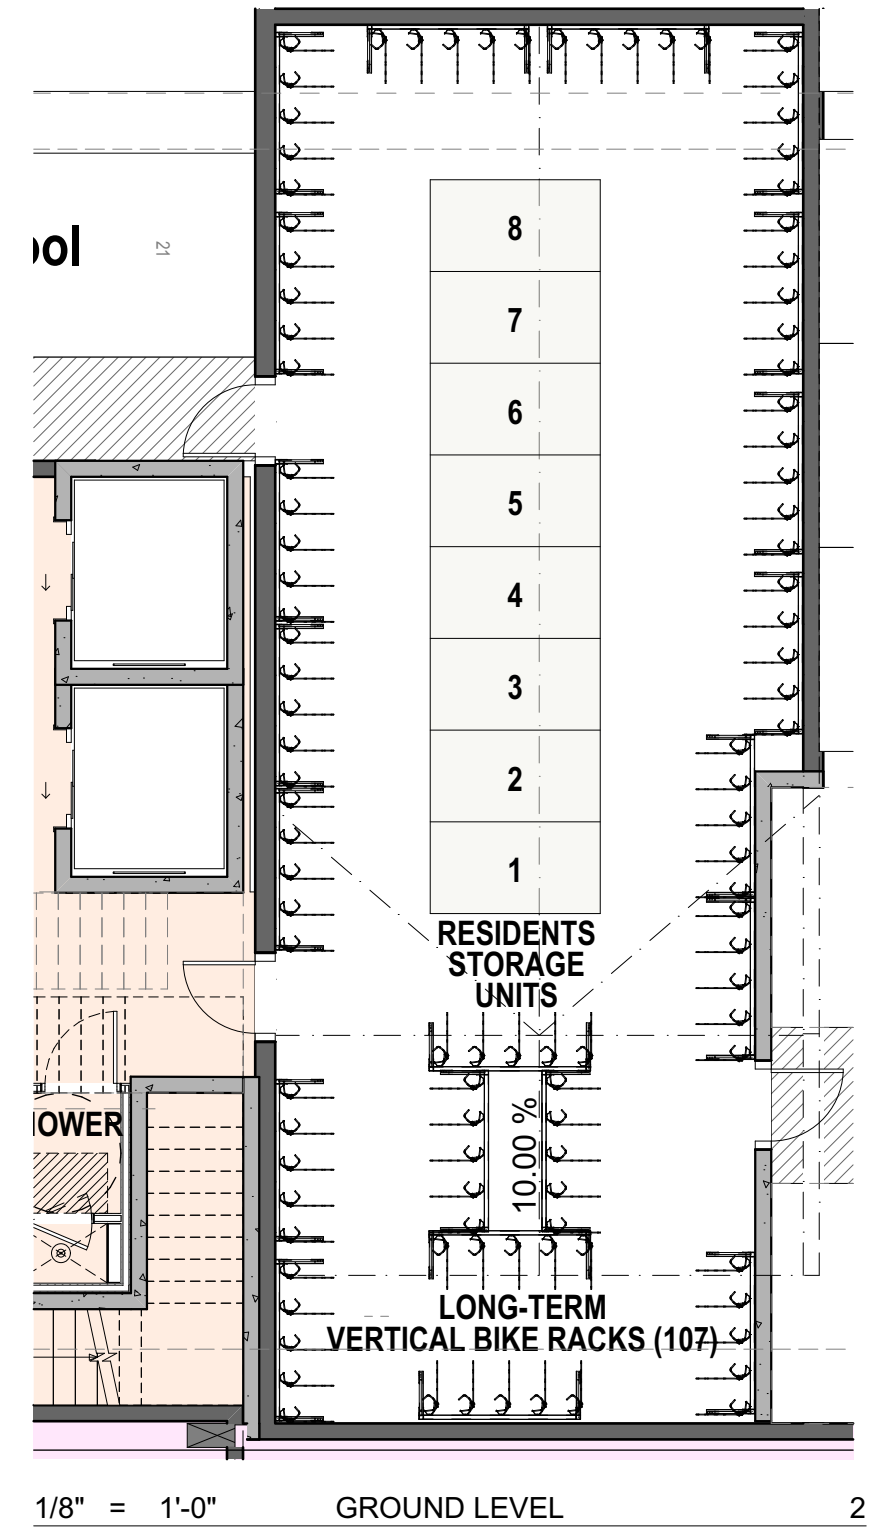 ool
21
8
7
6
5
4
3
2
1
RESIDENTS
STORAGE
UNITS
10.00 %
OWER
LONG-TERM
VERTICAL BIKE RACKS (107)
1/8" = 1'-0" GROUND LEVEL 2